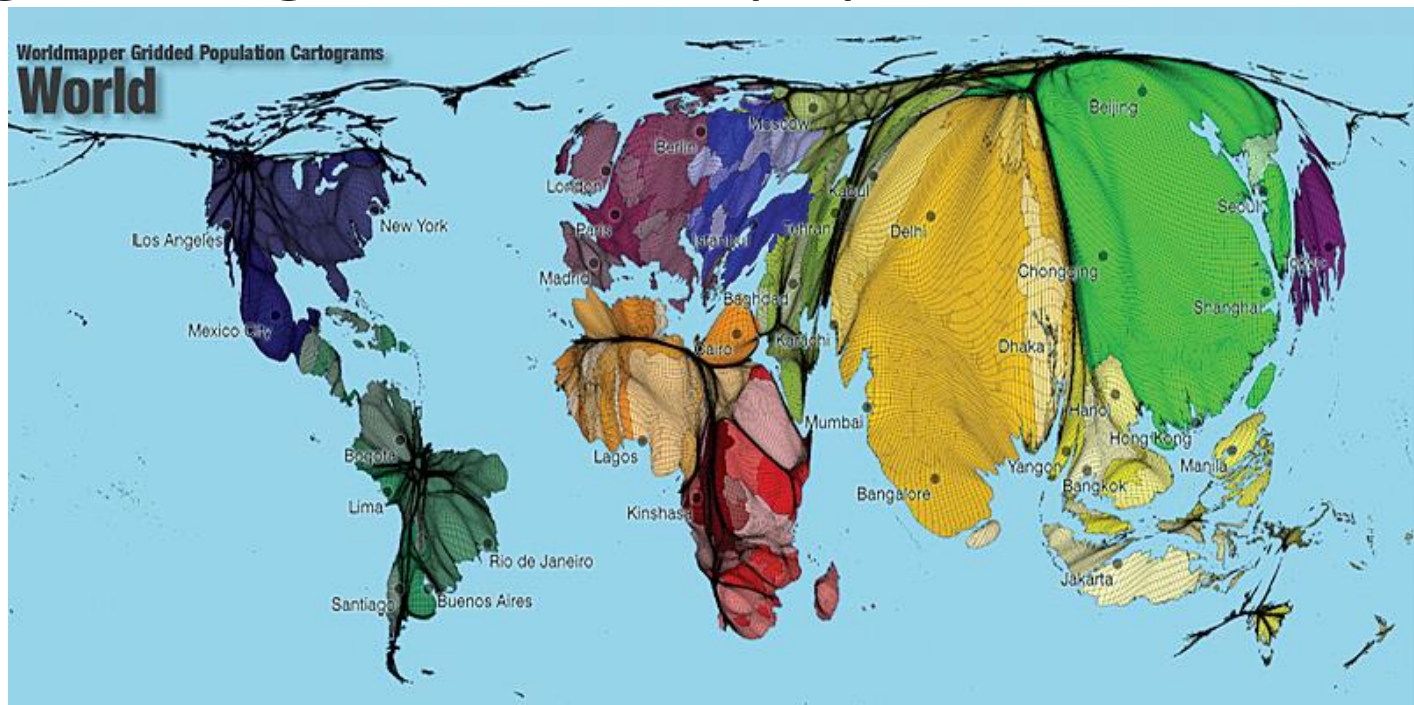 Worldmapper Gridded Population Cartograms
World
Beijing
Moscow
Berlin
London
Kabul
Seoul
Paris
New York
Los Angeles
Istanbul
Tehran
Delhi
Tokyo
Madrid
Chongqing
Baghdad
Shanghai
Mexico City
Cairo
Karachi
Dhaka
Mumbai
Hanoi
Hong Kong
Bogota
Lagos
Yangon
Manila
Bangkok
Bangalore
Lima
Kinshasa
Rio de Janeiro
Jakarta
Santiago
Buenos Aires